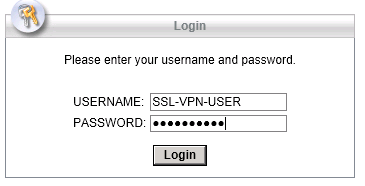 Login
Please enter your username and password.
USERNAME: SSL-VPN-USER
PASSWORD: ●●●●●●●●●●
Login